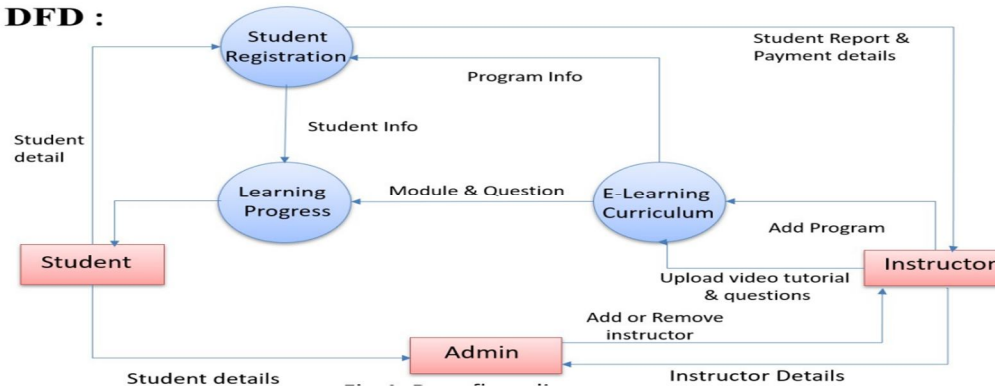 DFD :
Student
Registration
Student Report &
Payment details
Program Info
Student Info
Student
detail
Learning
Progress
Module & Question
E-Learning
Curriculum
Add Program
Student
Instructor
Upload video tutorial
& questions
Add or Remove
instructor
Admin
Student details
Instructor Details